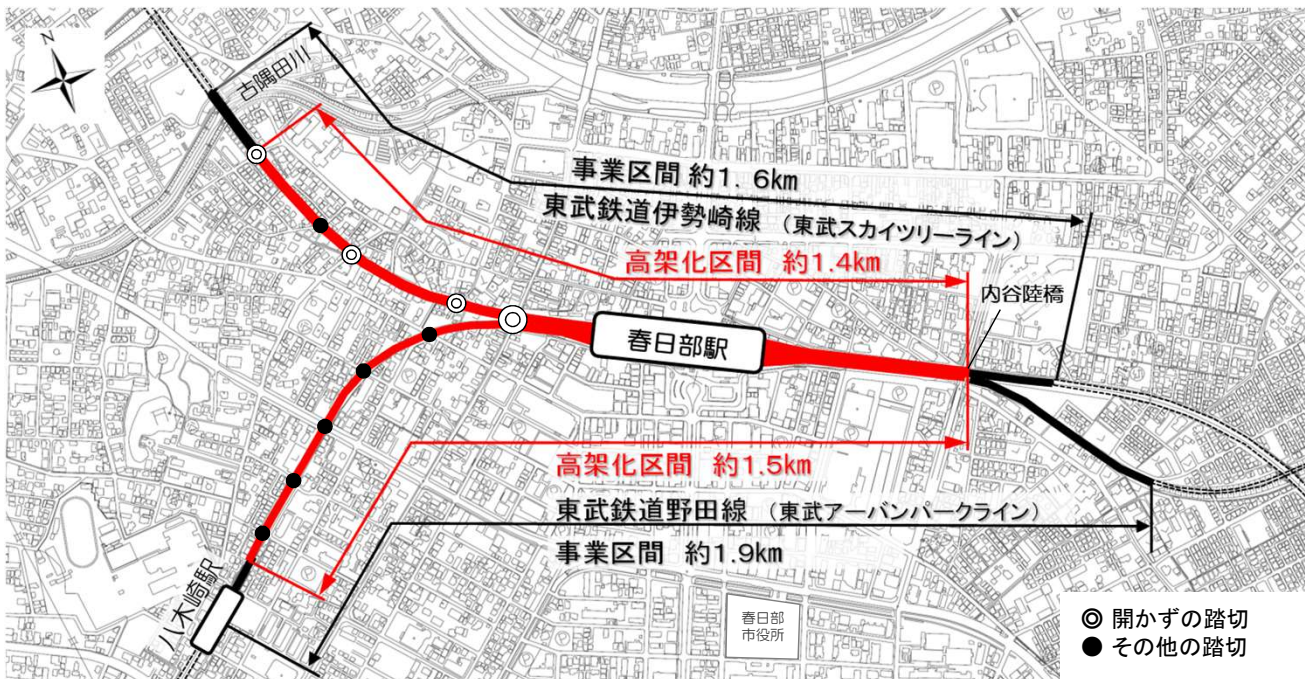 N
古隅田川
事業区間 約1.6km
東武鉄道伊勢崎線 (東武スカイツリーライン)
高架化区間 約1.4km
内谷陸橋
春日部駅
高架化区間 約1.5km
東武鉄道野田線 (東武アーバンパークライン)
事業区間 約1.9km
八木崎駅
春日部
市役所
◎ 開かずの踏切
● その他の踏切